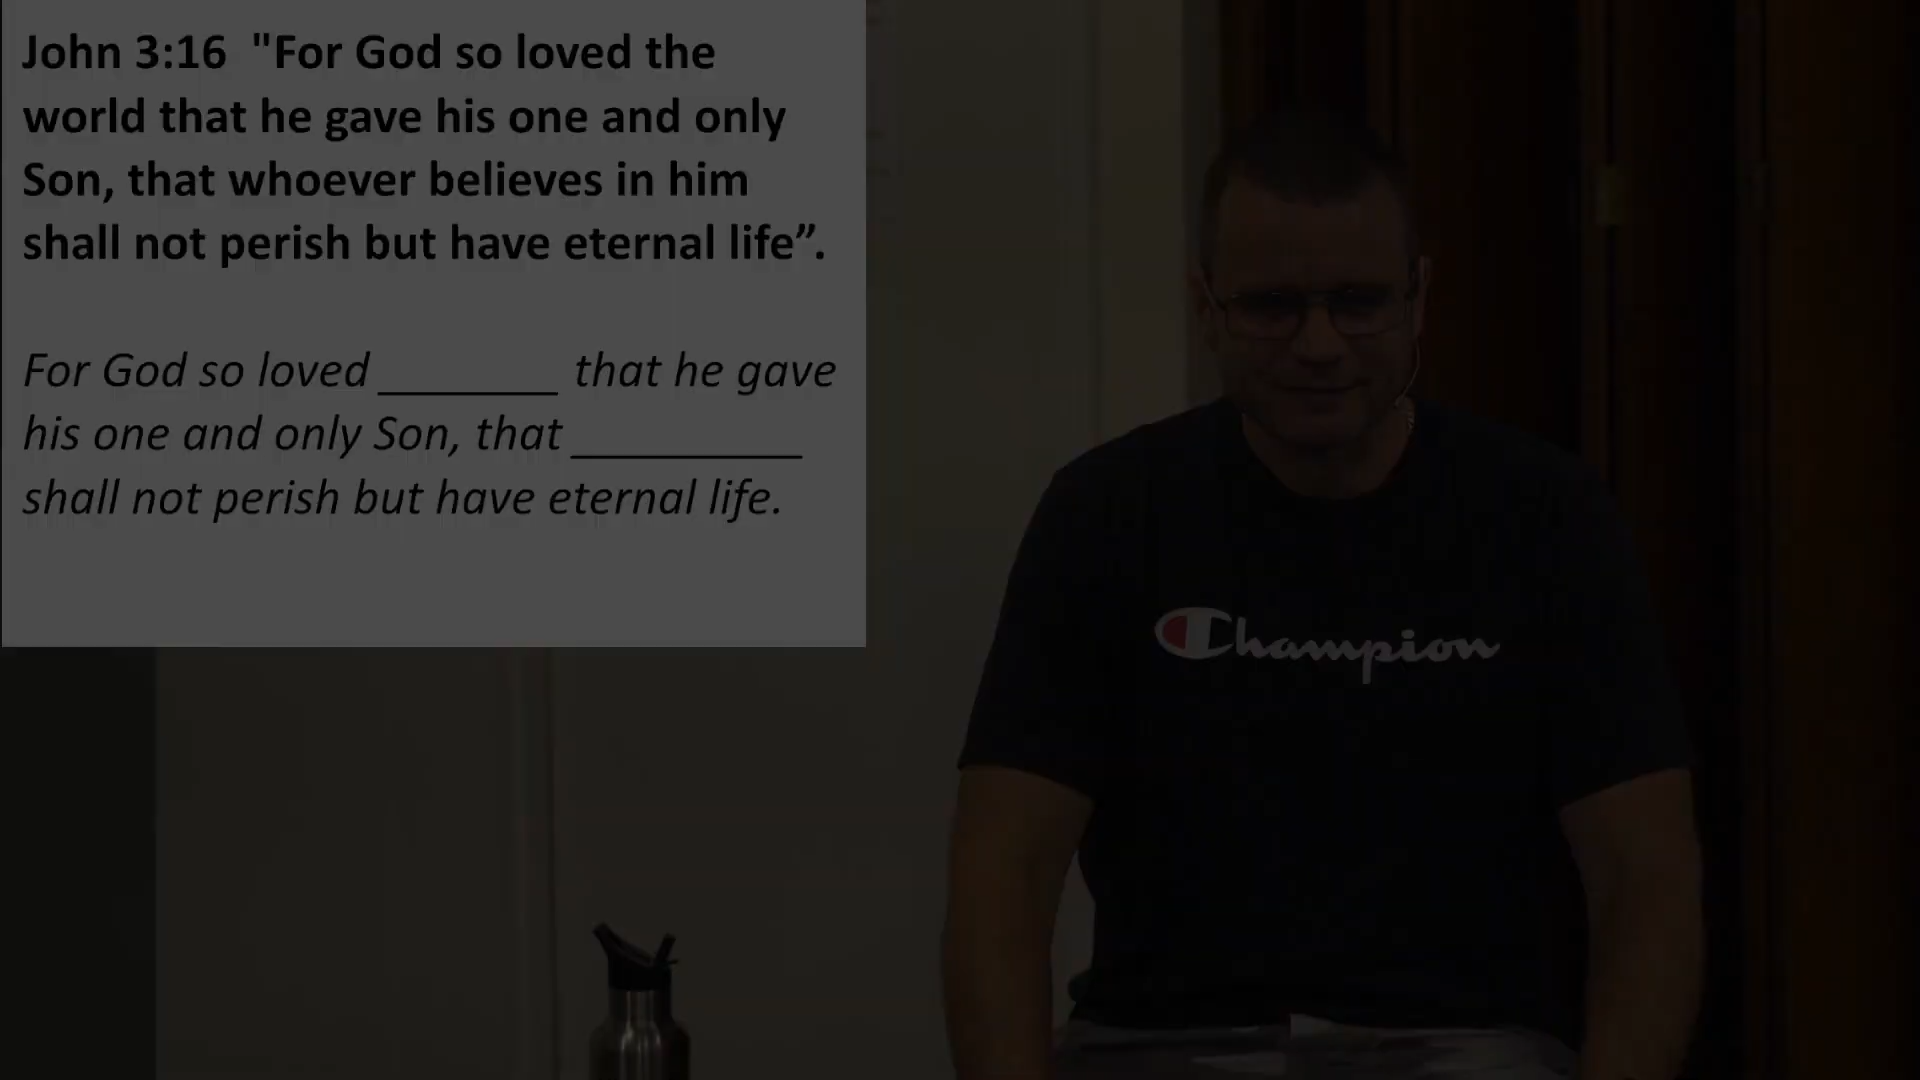 John 3:16 "For God so loved the
world that he gave his one and only
Son, that whoever believes in him
shall not perish but have eternal life”.
For God so loved ________ that he gave
his one and only Son, that __________
shall not perish but have eternal life.
Champion